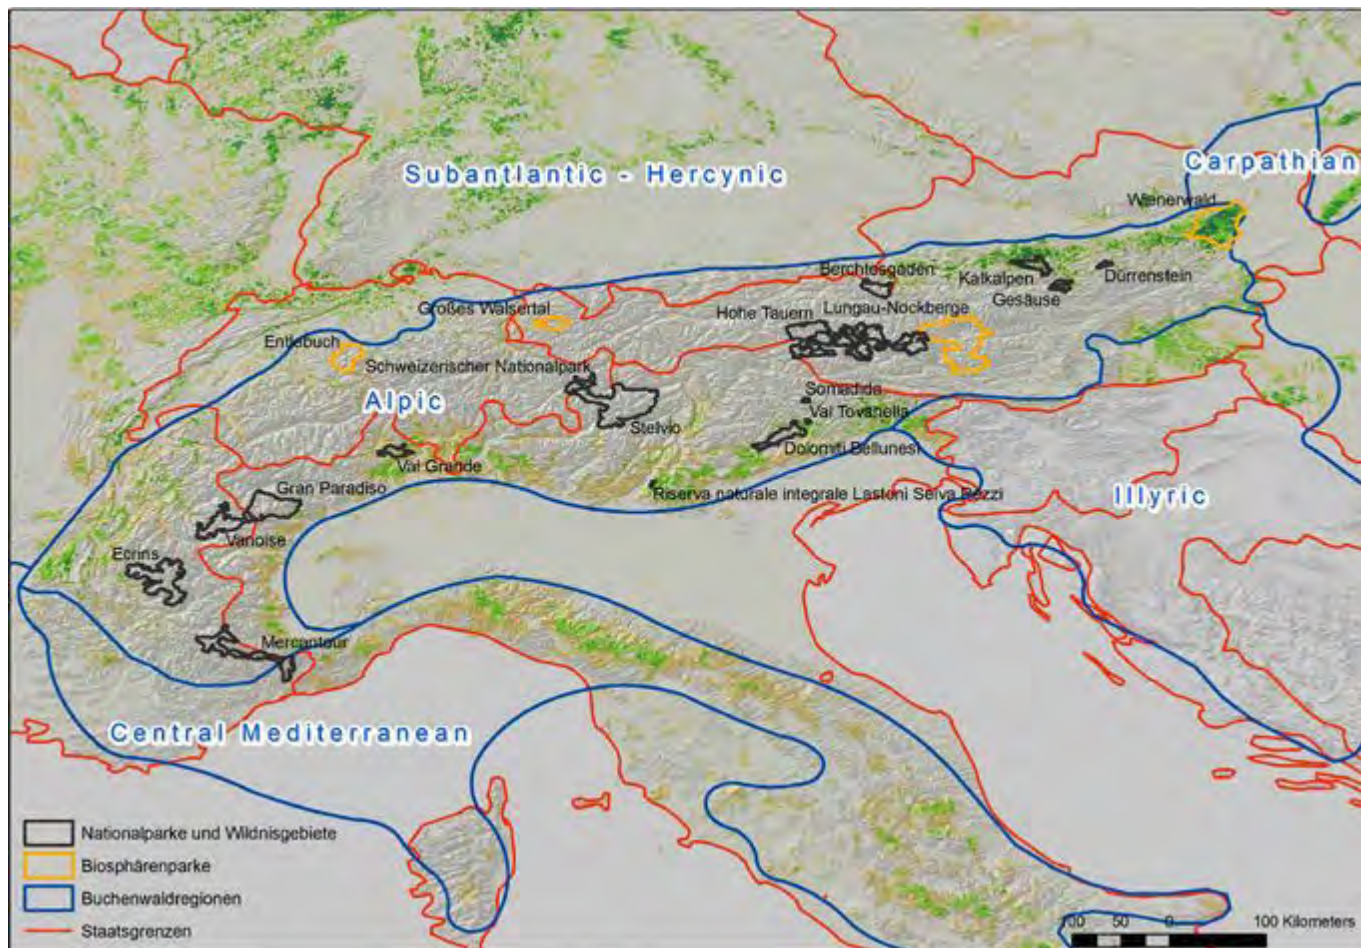 Subantlantic - Hercynic
Carpathian
Wienerwald
Berchtesgaden
Kalkalpen
Dürrenstein
Gesäuse
Großes Walsertal
Hohe Tauern
Lungau-Nockberge
Entlebuch
Schweizerischer Nationalpark
Alpic
Stelvio
Somadida
Val Tovanella
Dolomiti Bellunesi
Val Grande
Gran Paradiso
Riserva naturale integrale Lastoni Selva Pezzi
Illyric
Vanoise
Ecrins
Mercantour
Central Mediterranean
Nationalparke und Wildnisgebiete
Biosphärenparke
Buchenwaldregionen
Staatsgrenzen
100 50 0 100 Kilometers